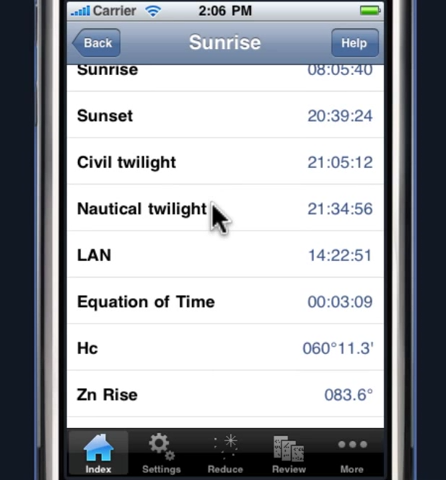 Carrier 2:06 PM
Back Sunrise Help
Sunrise 08:05:40
Sunset 20:39:24
Civil twilight 21:05:12
Nautical twilight 21:34:56
LAN 14:22:51
Equation of Time 00:03:09
Hc 060°11.3'
Zn Rise 083.6°
Index Settings Reduce Review More